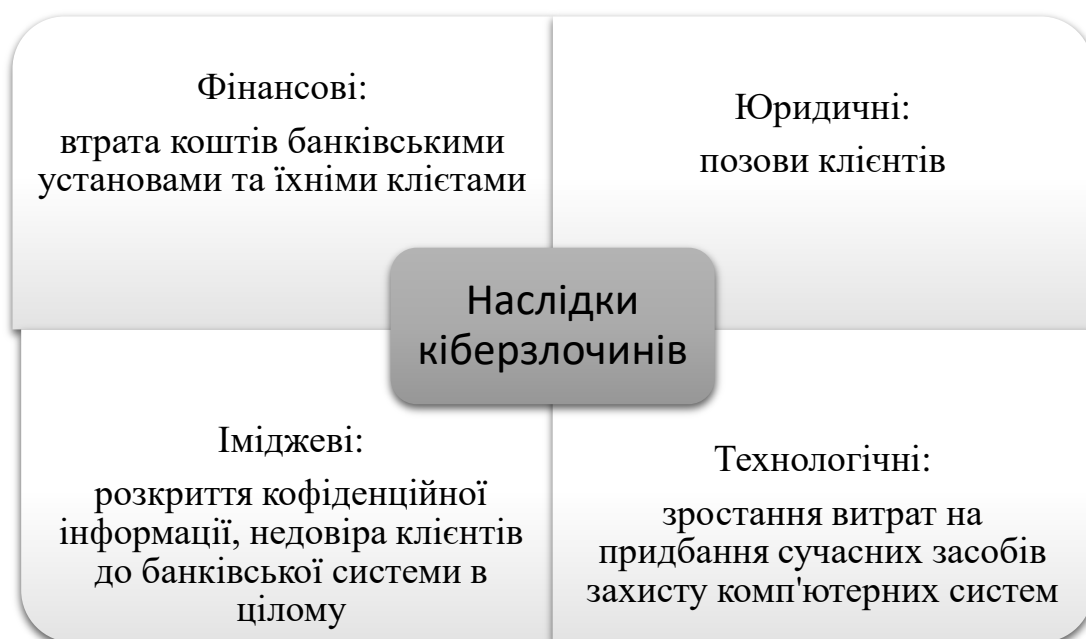 Фінансові:
втрата коштів банківськими
установами та їхніми клієтами
Юридичні:
позови клієнтів
Наслідки
кіберзлочинів
Іміджеві:
розкриття кофіденційної
інформації, недовіра клієнтів
до банківської системи в
цілому
Технологічні:
зростання витрат на
придбання сучасних засобів
захисту комп'ютерних систем